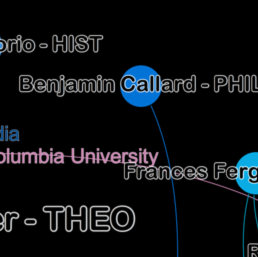 orio - HIST
Benjamin Callard - PHIL
dia
olumbia University
Frances Ferg
er - THEO
R